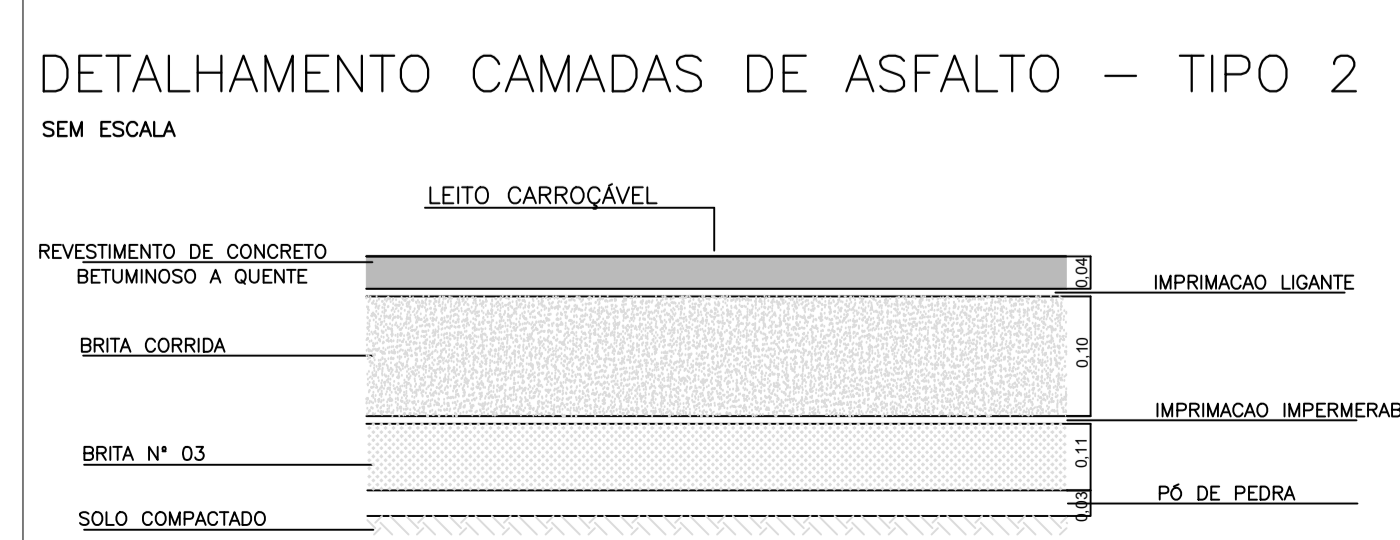 DETALHAMENTO CAMADAS DE ASFALTO — TIPO 2
SEM ESCALA
LEITO CARROÇÁVEL
REVESTIMENTO DE CONCRETO
BETUMINOSO A QUENTE
0,04
IMPRIMACAO LIGANTE
BRITA CORRIDA
0,10
IMPRIMACAO IMPERMERAB
BRITA Nº 03
0,11
PÓ DE PEDRA
0,03
SOLO COMPACTADO